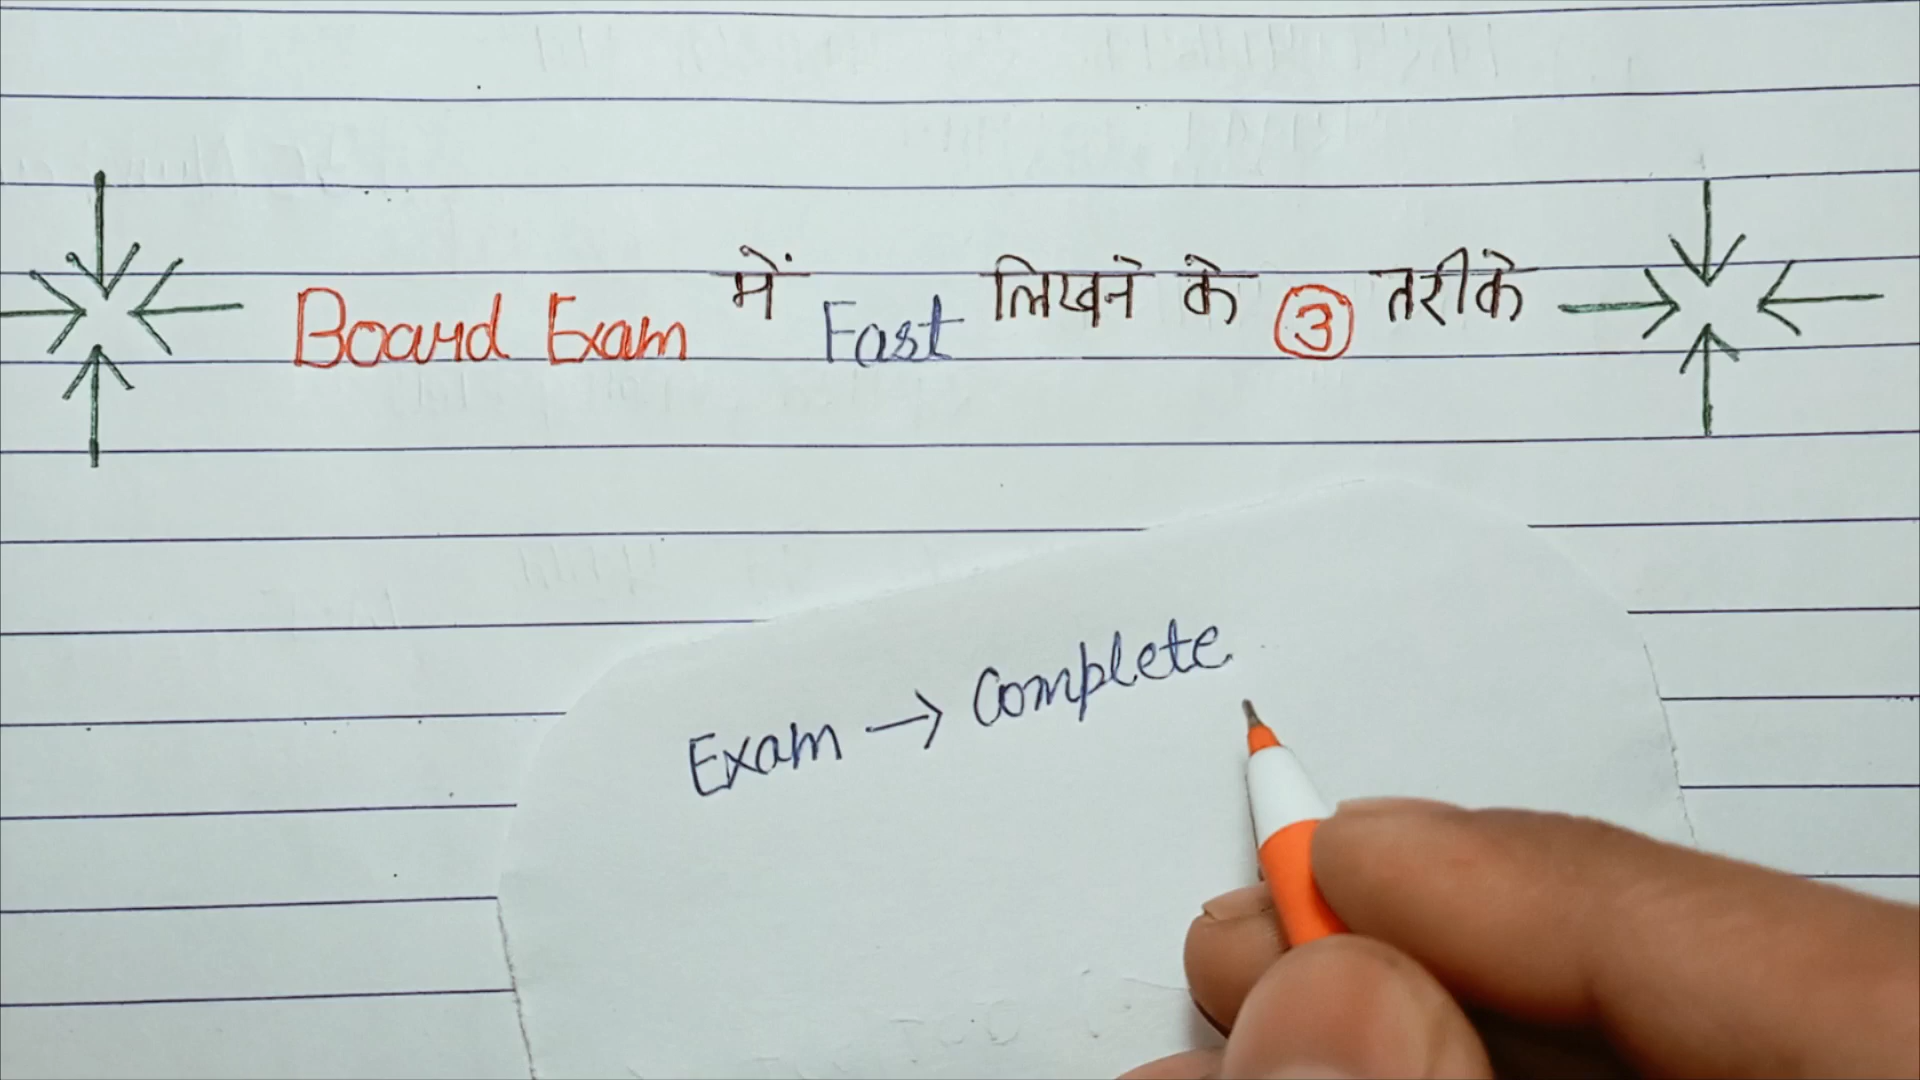 Board Exam में Fast लिखने के 3 तरीके
Exam → Complete